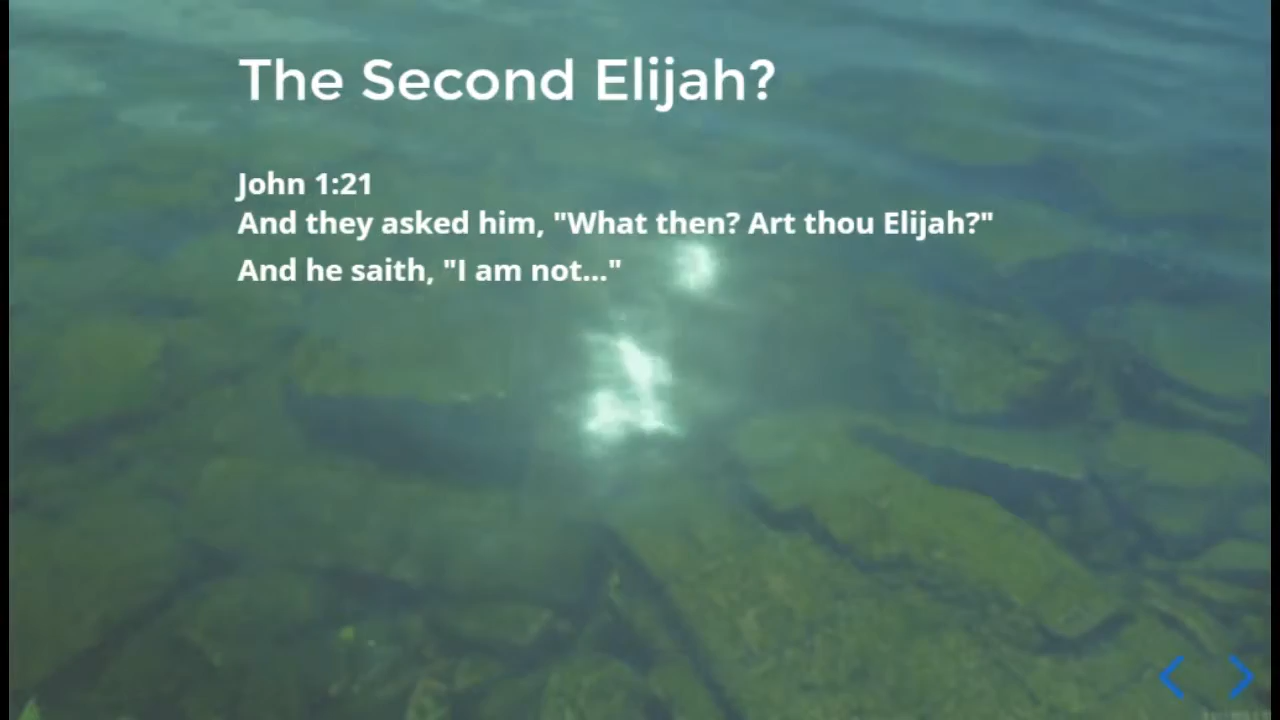 The Second Elijah?
John 1:21
And they asked him, "What then? Art thou Elijah?"
And he saith, "I am not..."